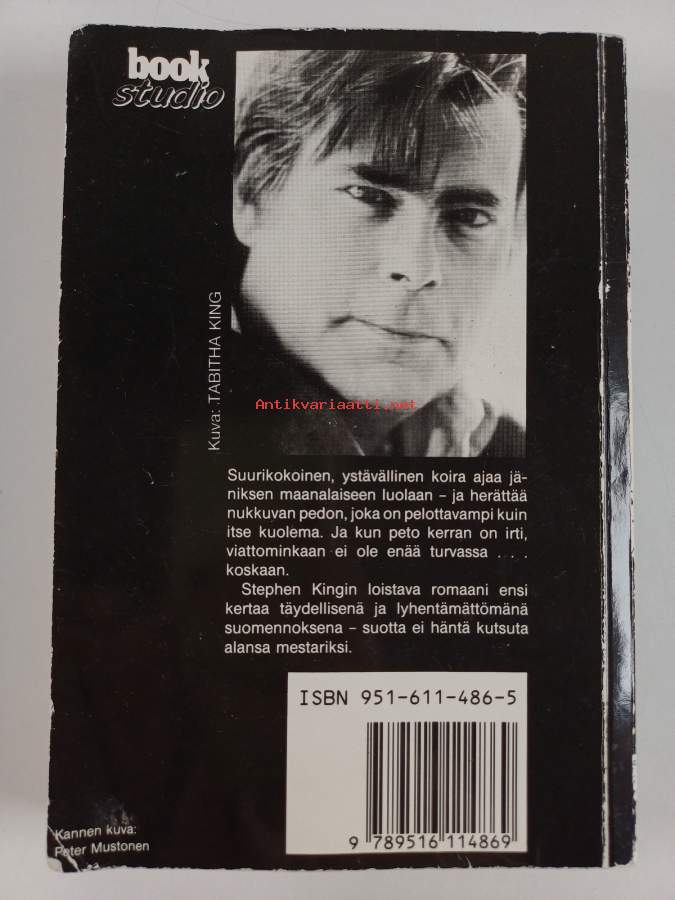 book
studio
Kuva: TABITHA KING
Antikvariaatti.net
Suurikokoinen, ystävällinen koira ajaa jä-
niksen maanalaiseen luolaan – ja herättää
nukkuvan pedon, joka on pelottavampi kuin
itse kuolema. Ja kun peto kerran on irti,
viattominkaan ei ole enää turvassa . . .
koskaan.
Stephen Kingin loistava romaani ensi
kertaa täydellisenä ja lyhentämättömänä
suomennoksena – suotta ei häntä kutsuta
alansa mestariksi.
ISBN 951-611-486-5
9 789516 114869
Kannen kuva:
Peter Mustonen